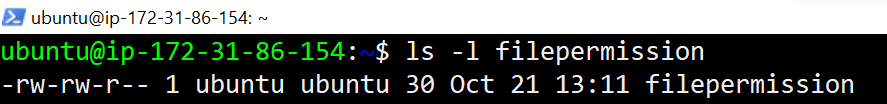 ubuntu@ip-172-31-86-154: ~
ubuntu@ip-172-31-86-154:~$ ls -l filepermission
-rw-rw-r-- 1 ubuntu ubuntu 30 Oct 21 13:11 filepermission